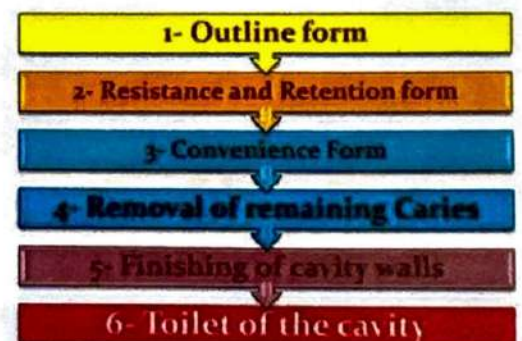 1- Outline form
2- Resistance and Retention form
3- Convenience Form
4- Removal of remaining Caries
5- Finishing of cavity walls
6- Toilet of the cavity